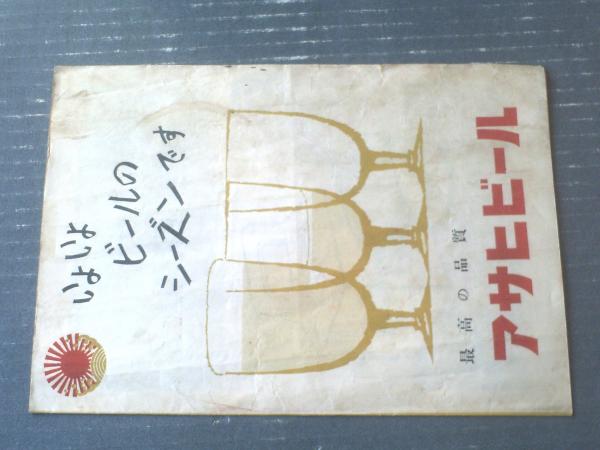 いよいよ
ビールの
シーズンです
最高の品質
アサヒビール